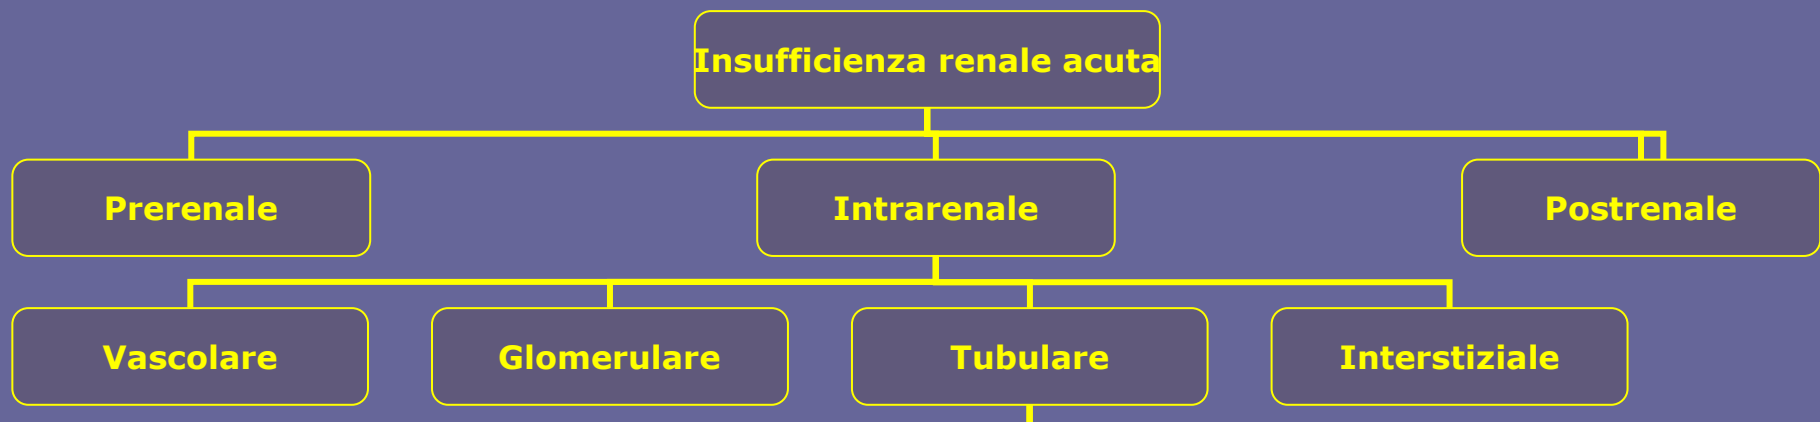 Insufficienza renale acuta
Prerenale
Intrarenale
Postrenale
Vascolare
Glomerulare
Tubulare
Interstiziale